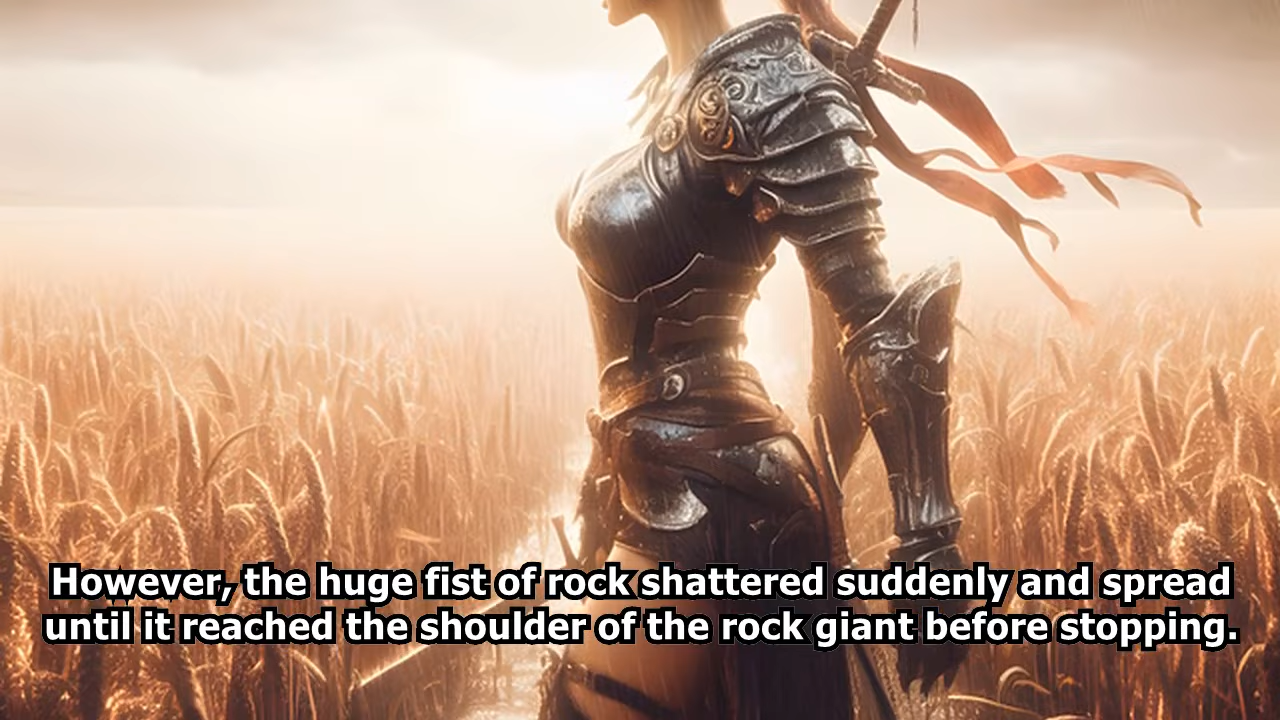 However, the huge fist of rock shattered suddenly and spread
until it reached the shoulder of the rock giant before stopping.